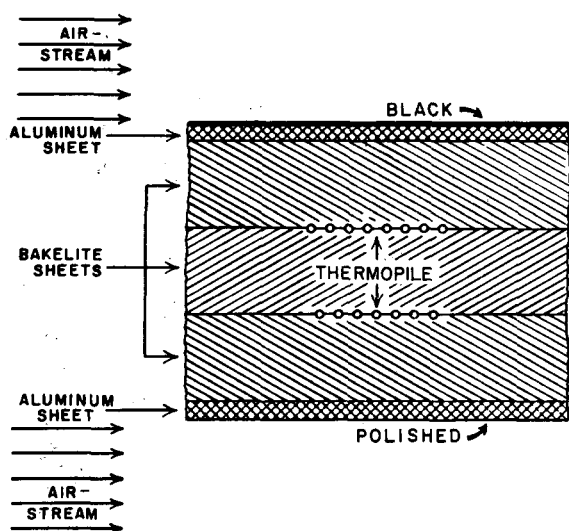 AIR-
STREAM
ALUMINUM
SHEET
BLACK
BAKELITE
SHEETS
THERMOPILE
ALUMINUM
SHEET
POLISHED
AIR-
STREAM